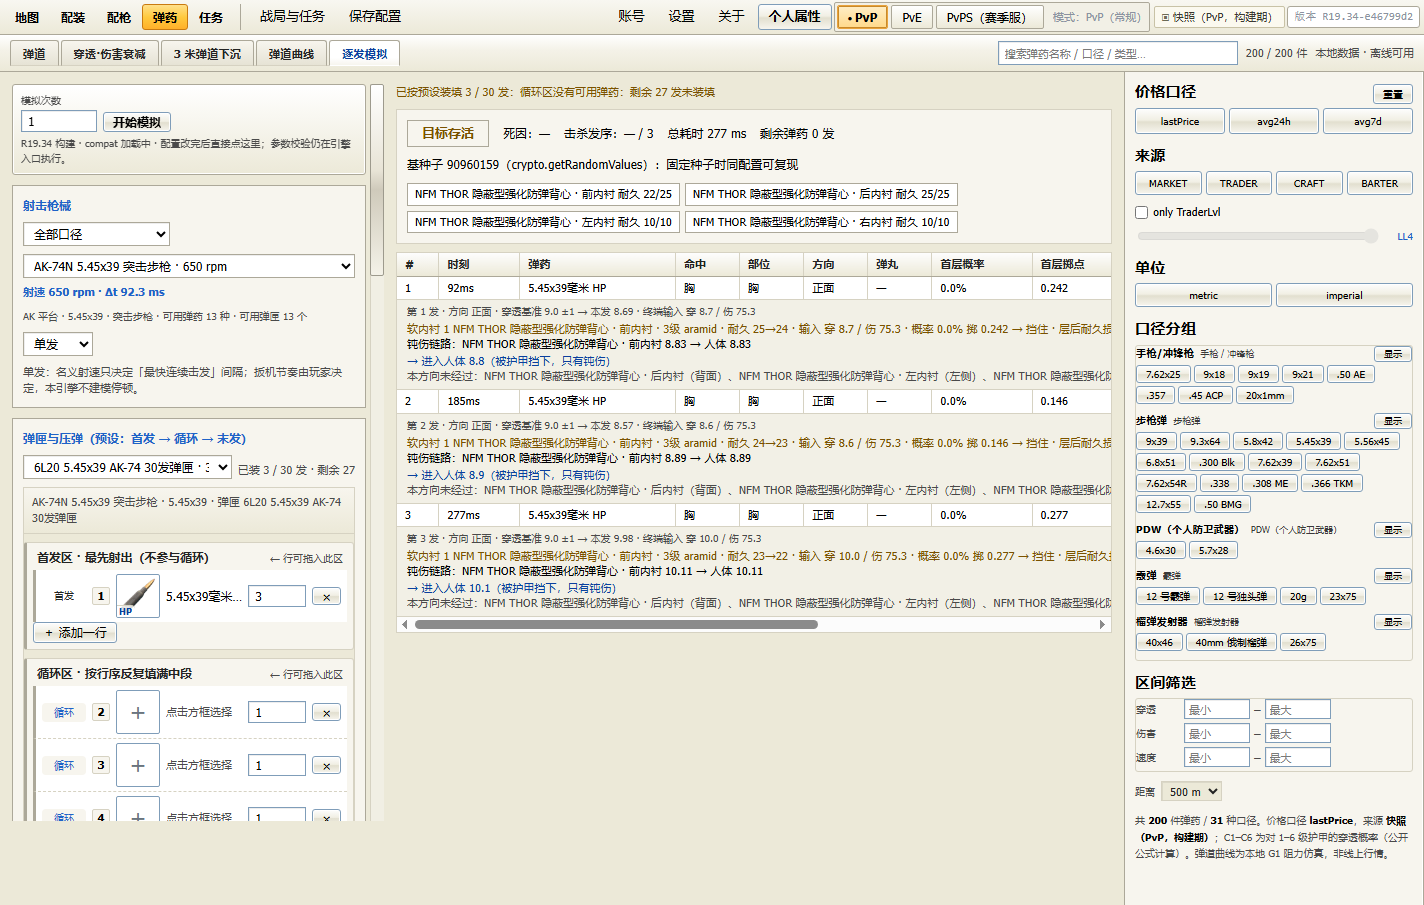 地图 配装 配枪 弹药 任务 战局与任务 保存配置 账号 设置 关于 个人属性 • PvP PvE PvPS（赛季服） 模式：PvP（常规） 快照（PvP，构建期） 版本 R19.34-e46799d2
弹道 穿透·伤害衰减 3 米弹道下沉 弹道曲线 逐发模拟 搜索弹药名称 / 口径 / 类型… 200 / 200 件 本地数据 · 离线可用
模拟次数
1 开始模拟
R19.34 构建 · compat 加载中 · 配置改完后直接点这里；参数校验仍在引擎
入口执行。
射击枪械
全部口径
AK-74N 5.45x39 突击步枪 · 650 rpm
射速 650 rpm · Δt 92.3 ms
AK 平台 · 5.45x39 · 突击步枪 · 可用弹药 13 种 · 可用弹匣 13 个
单发
单发：名义射速只决定「最快连续击发」间隔；扳机节奏由玩家决
定，本引擎不建模停顿。
弹匣与压弹（预设：首发 → 循环 → 末发）
6L20 5.45x39 AK-74 30发弹匣 · 3 已装 3 / 30 发 · 剩余 27
AK-74N 5.45x39 突击步枪 · 5.45x39 · 弹匣 6L20 5.45x39 AK-74
30发弹匣
首发区 · 最先射出（不参与循环） ← 行可拖入此区
首发 1 HP 5.45x39毫米… 3 ×
+ 添加一行
循环区 · 按行序反复填满中段 ← 行可拖入此区
循环 2 + 点击方框选择 1 ×
循环 3 + 点击方框选择 1 ×
循环 4 + 点击方框选择 1 ×
已按预设装填 3 / 30 发：循环区没有可用弹药：剩余 27 发未装填
目标存活 死因：— 击杀发序：— / 3 总耗时 277 ms 剩余弹药 0 发
基种子 90960159（crypto.getRandomValues）：固定种子时同配置可复现
NFM THOR 隐蔽型强化防弹背心 · 前内衬 耐久 22/25 NFM THOR 隐蔽型强化防弹背心 · 后内衬 耐久 25/25
NFM THOR 隐蔽型强化防弹背心 · 左内衬 耐久 10/10 NFM THOR 隐蔽型强化防弹背心 · 右内衬 耐久 10/10
# 时刻 弹药 命中 部位 方向 弹丸 首层概率 首层掷点
1 92ms 5.45x39毫米 HP 胸 胸 正面 — 0.0% 0.242
第 1 发 · 方向 正面 · 穿透基准 9.0 ±1 → 本发 8.69 · 终端输入 穿 8.7 / 伤 75.3
软内衬 1 NFM THOR 隐蔽型强化防弹背心 · 前内衬 · 3级 aramid · 耐久 25→24 · 输入 穿 8.7 / 伤 75.3 · 概率 0.0% 掷 0.242 → 挡住 · 层后耐久损
钝伤链路：NFM THOR 隐蔽型强化防弹背心 · 前内衬 8.83 → 人体 8.83
→ 进入人体 8.8（被护甲挡下，只有钝伤)
本方向未经过：NFM THOR 隐蔽型强化防弹背心 · 后内衬（背面）、NFM THOR 隐蔽型强化防弹背心 · 左内衬（左侧）、NFM THOR 隐蔽型强化防弹
2 185ms 5.45x39毫米 HP 胸 胸 正面 — 0.0% 0.146
第 2 发 · 方向 正面 · 穿透基准 9.0 ±1 → 本发 8.57 · 终端输入 穿 8.6 / 伤 75.3
软内衬 1 NFM THOR 隐蔽型强化防弹背心 · 前内衬 · 3级 aramid · 耐久 24→23 · 输入 穿 8.6 / 伤 75.3 · 概率 0.0% 掷 0.146 → 挡住 · 层后耐久损
钝伤链路：NFM THOR 隐蔽型强化防弹背心 · 前内衬 8.89 → 人体 8.89
→ 进入人体 8.9（被护甲挡下，只有钝伤)
本方向未经过：NFM THOR 隐蔽型强化防弹背心 · 后内衬（背面）、NFM THOR 隐蔽型强化防弹背心 · 左内衬（左侧）、NFM THOR 隐蔽型强化防弹
3 277ms 5.45x39毫米 HP 胸 胸 正面 — 0.0% 0.277
第 3 发 · 方向 正面 · 穿透基准 9.0 ±1 → 本发 9.98 · 终端输入 穿 10.0 / 伤 75.3
软内衬 1 NFM THOR 隐蔽型强化防弹背心 · 前内衬 · 3级 aramid · 耐久 23→22 · 输入 穿 10.0 / 伤 75.3 · 概率 0.0% 掷 0.277 → 挡住 · 层后耐久
钝伤链路：NFM THOR 隐蔽型强化防弹背心 · 前内衬 10.11 → 人体 10.11
→ 进入人体 10.1（被护甲挡下，只有钝伤)
本方向未经过：NFM THOR 隐蔽型强化防弹背心 · 后内衬（背面）、NFM THOR 隐蔽型强化防弹背心 · 左内衬（左侧）、NFM THOR 隐蔽型强化防弹
价格口径 重置
lastPrice avg24h avg7d
来源
MARKET TRADER CRAFT BARTER
only TraderLvl
LL4
单位
metric imperial
口径分组
手枪/冲锋枪 手枪 / 冲锋枪 显示
7.62x25 9x18 9x19 9x21 .50 AE
.357 .45 ACP 20x1mm
步枪弹 步枪弹 显示
9x39 9.3x64 5.8x42 5.45x39 5.56x45
6.8x51 .300 Blk 7.62x39 7.62x51
7.62x54R .338 .308 ME .366 TKM
12.7x55 .50 BMG
PDW（个人防卫武器） PDW（个人防卫武器） 显示
4.6x30 5.7x28
霰弹 霰弹 显示
12 号霰弹 12 号独头弹 20g 23x75
榴弹发射器 榴弹发射器 显示
40x46 40mm 俄制榴弹 26x75
区间筛选
穿透 最小 — 最大
伤害 最小 — 最大
速度 最小 — 最大
距离 500 m
共 200 件弹药 / 31 种口径。价格口径 lastPrice，来源 快照
（PvP，构建期）；C1–C6 为对 1–6 级护甲的穿透概率（公开
公式计算）。弹道曲线为本地 G1 阻力仿真，非线上行情。